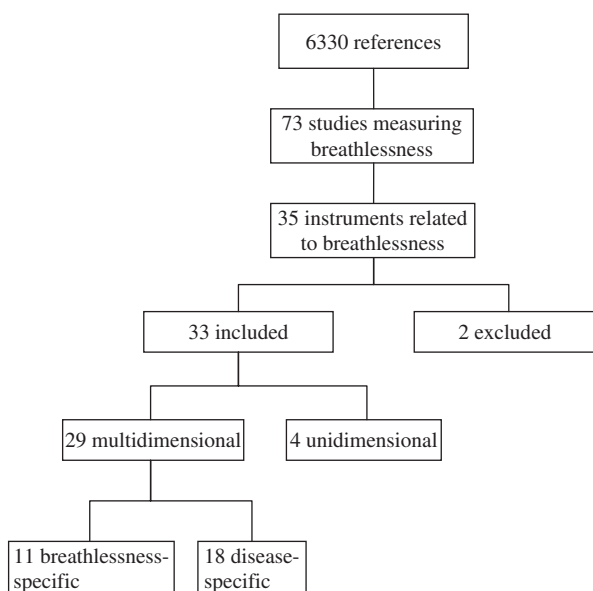 6330 references
73 studies measuring
breathlessness
35 instruments related
to breathlessness
33 included
2 excluded
29 multidimensional
4 unidimensional
11 breathlessness-
specific
18 disease-
specific